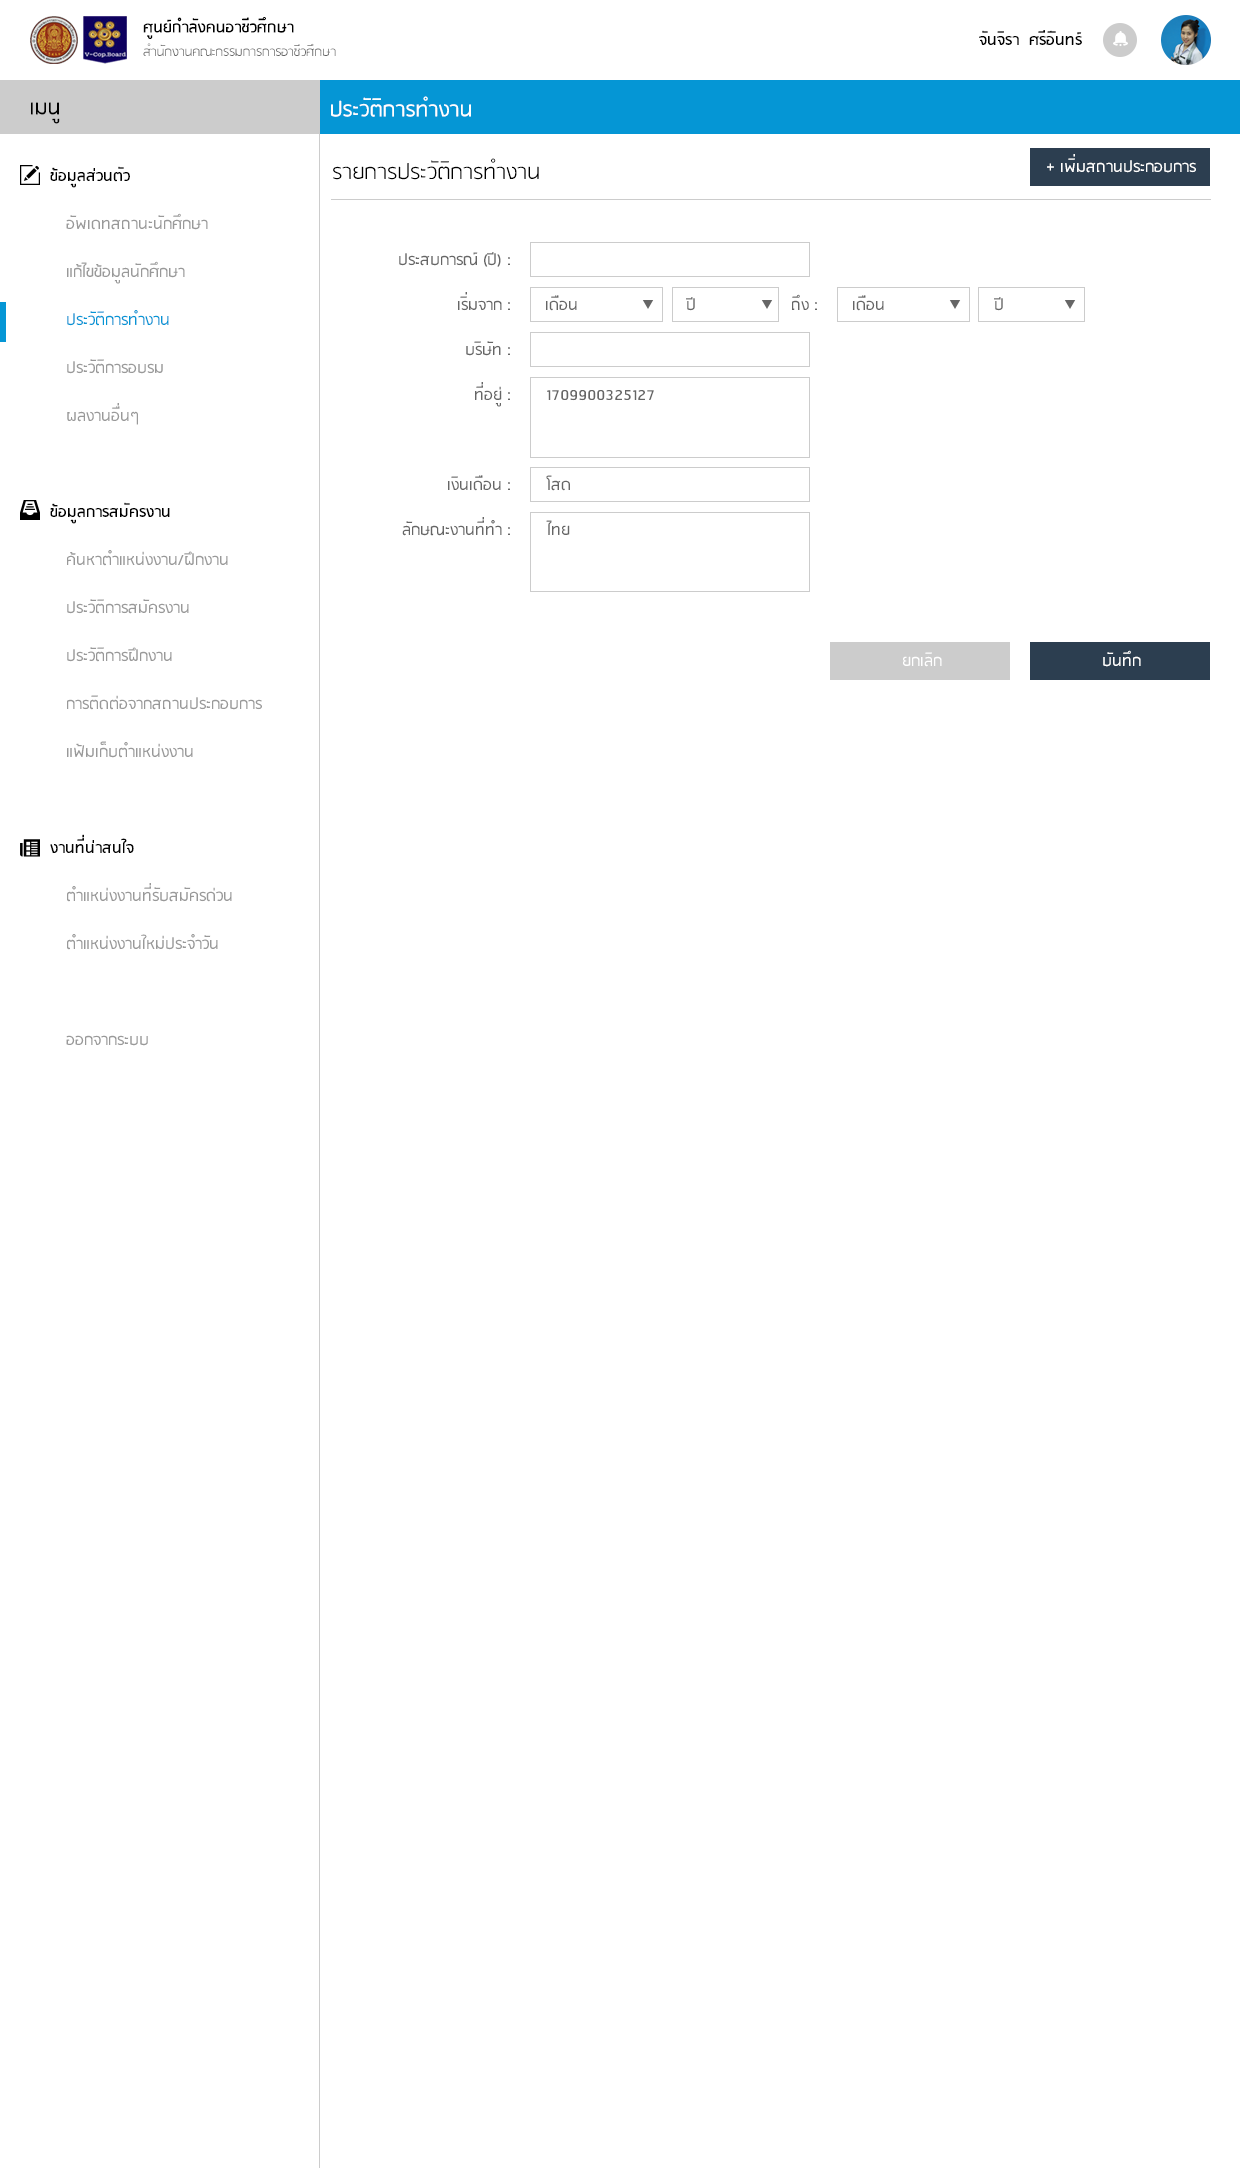 ศูนย์กำลังคนอาชีวศึกษา
สำนักงานคณะกรรมการการอาชีวศึกษา
V-Cop.Board
จันจิรา ศรีอินทร์
เมนู
ประวัติการทำงาน
ข้อมูลส่วนตัว
อัพเดทสถานะนักศึกษา
แก้ไขข้อมูลนักศึกษา
ประวัติการทำงาน
ประวัติการอบรม
ผลงานอื่นๆ
ข้อมูลการสมัครงาน
ค้นหาตำแหน่งงาน/ฝึกงาน
ประวัติการสมัครงาน
ประวัติการฝึกงาน
การติดต่อจากสถานประกอบการ
แฟ้มเก็บตำแหน่งงาน
งานที่น่าสนใจ
ตำแหน่งงานที่รับสมัครด่วน
ตำแหน่งงานใหม่ประจำวัน
ออกจากระบบ
รายการประวัติการทำงาน
+ เพิ่มสถานประกอบการ
ประสบการณ์ (ปี) :
เริ่มจาก : เดือน ปี ถึง : เดือน ปี
บริษัท :
ที่อยู่ : 1709900325127
เงินเดือน : โสด
ลักษณะงานที่ทำ : ไทย
ยกเลิก บันทึก